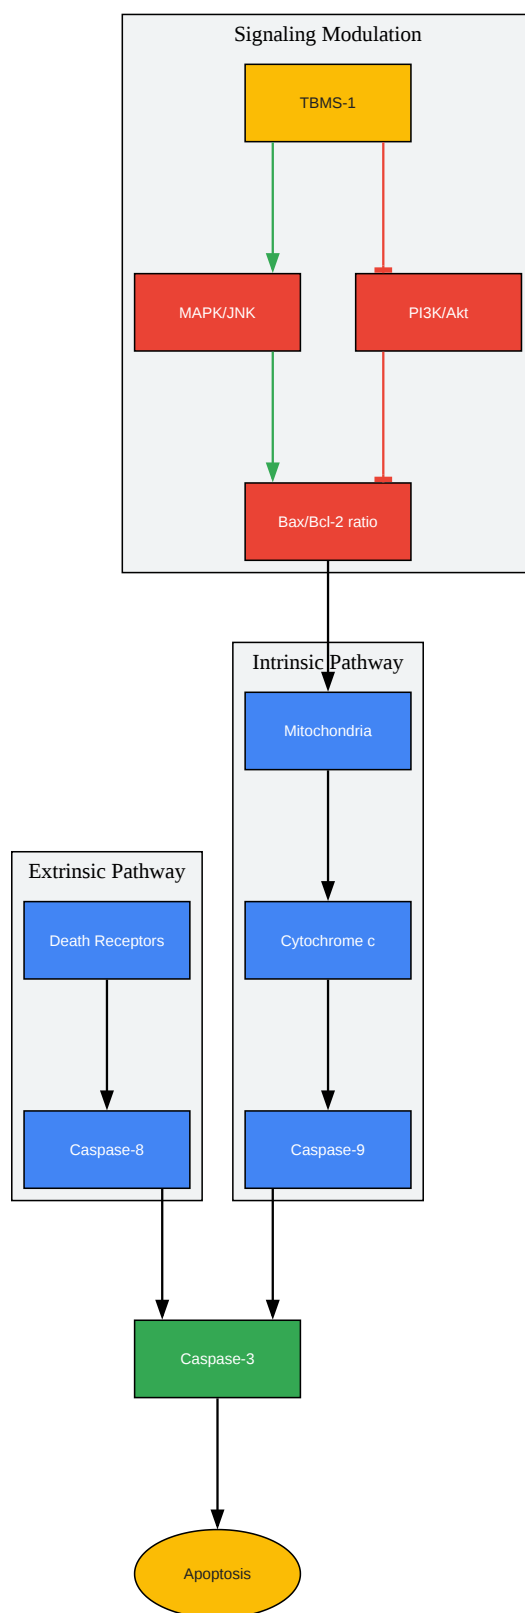 Signaling Modulation
TBMS-1
MAPK/JNK
PI3K/Akt
Bax/Bcl-2 ratio
Intrinsic Pathway
Mitochondria
Extrinsic Pathway
Death Receptors
Cytochrome c
Caspase-8
Caspase-9
Caspase-3
Apoptosis